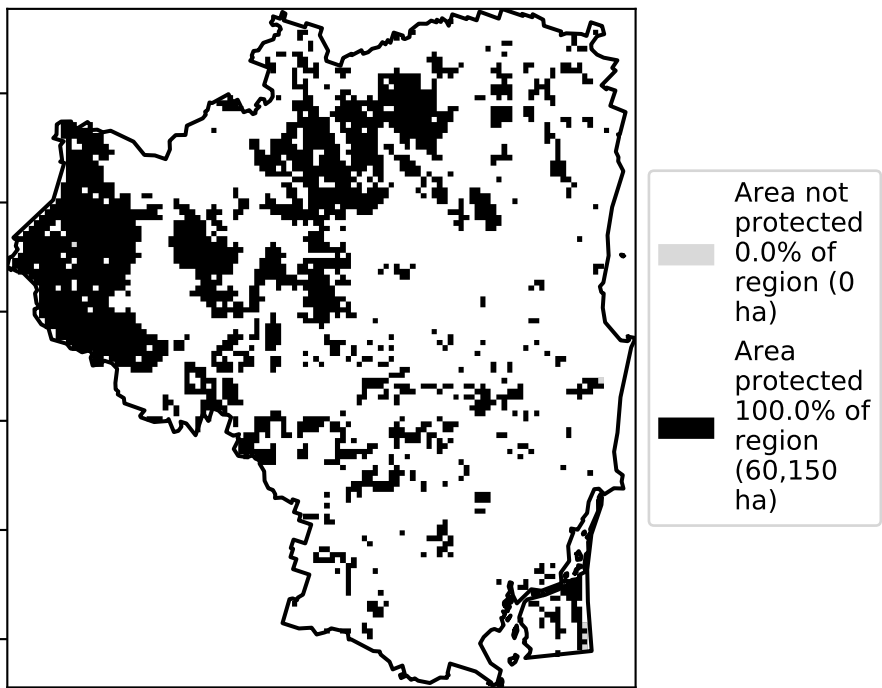 Area not
protected
0.0% of
region (0
ha)
Area
protected
100.0% of
region
(60,150
ha)